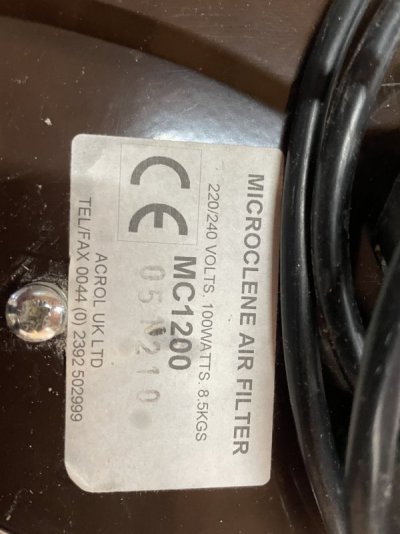 MICROCLENE AIR FILTER
220/240 VOLTS. 100WATTS. 8.5KGS
CE MC1200
ACROL UK LTD
TEL/FAX 0044 (0) 2392 502999